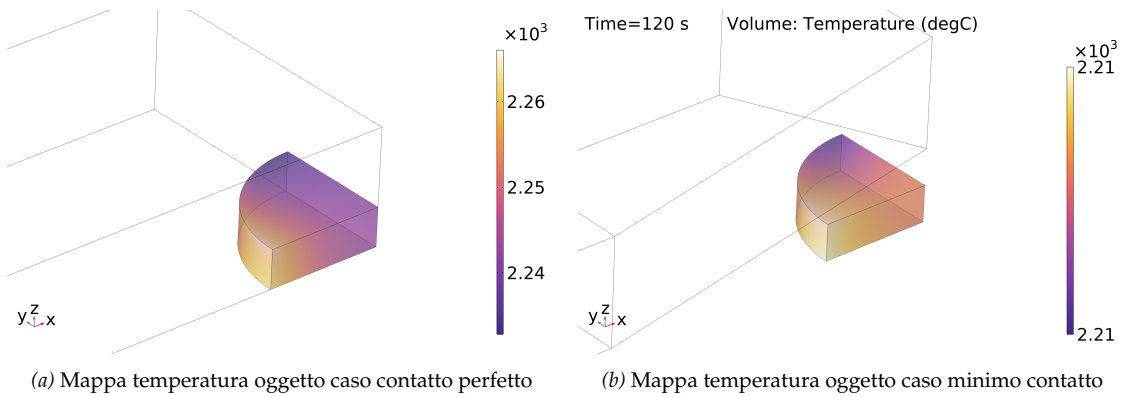 ×10³
2.26
2.25
2.24
y z x
(a) Mappa temperatura oggetto caso contatto perfetto
Time=120 s Volume: Temperature (degC)
×10³
2.21
2.21
y z x
(b) Mappa temperatura oggetto caso minimo contatto